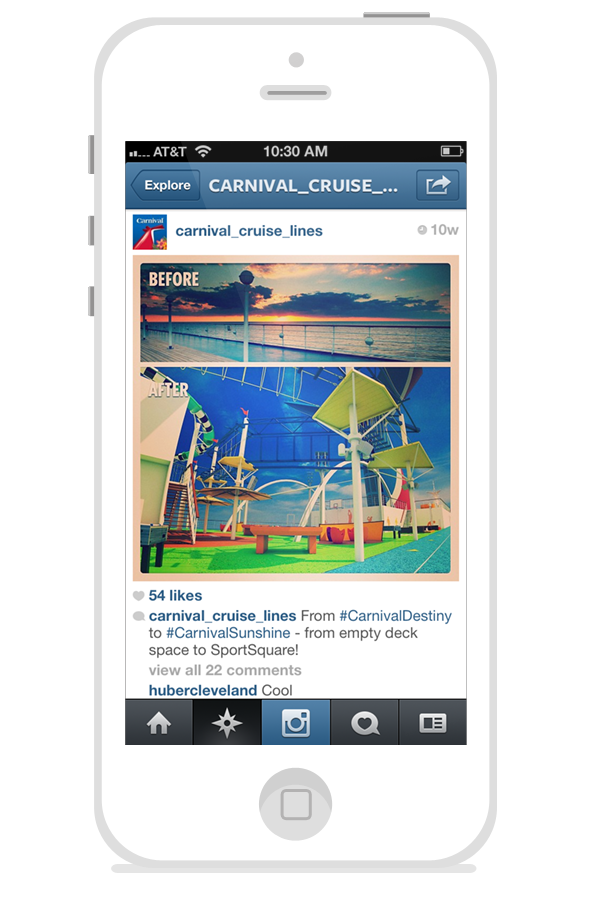 AT&T 10:30 AM
Explore CARNIVAL_CRUISE_...
Carnival
carnival_cruise_lines 10w
BEFORE
AFTER
54 likes
carnival_cruise_lines From #CarnivalDestiny
to #CarnivalSunshine - from empty deck
space to SportSquare!
view all 22 comments
hubercleveland Cool